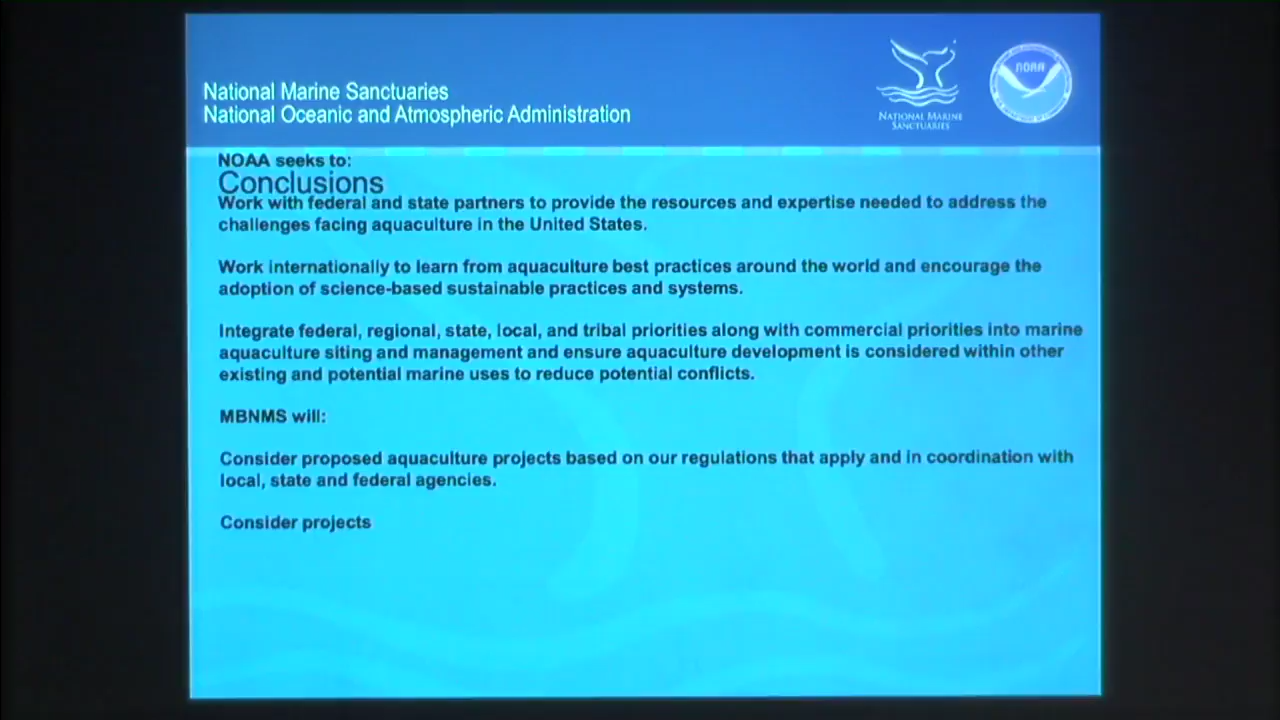 National Marine Sanctuaries
National Oceanic and Atmospheric Administration
NATIONAL MARINE
SANCTUARIES
NOAA
NOAA seeks to:
Conclusions
Work with federal and state partners to provide the resources and expertise needed to address the
challenges facing aquaculture in the United States.
Work internationally to learn from aquaculture best practices around the world and encourage the
adoption of science-based sustainable practices and systems.
Integrate federal, regional, state, local, and tribal priorities along with commercial priorities into marine
aquaculture siting and management and ensure aquaculture development is considered within other
existing and potential marine uses to reduce potential conflicts.
MBNMS will:
Consider proposed aquaculture projects based on our regulations that apply and in coordination with
local, state and federal agencies.
Consider projects